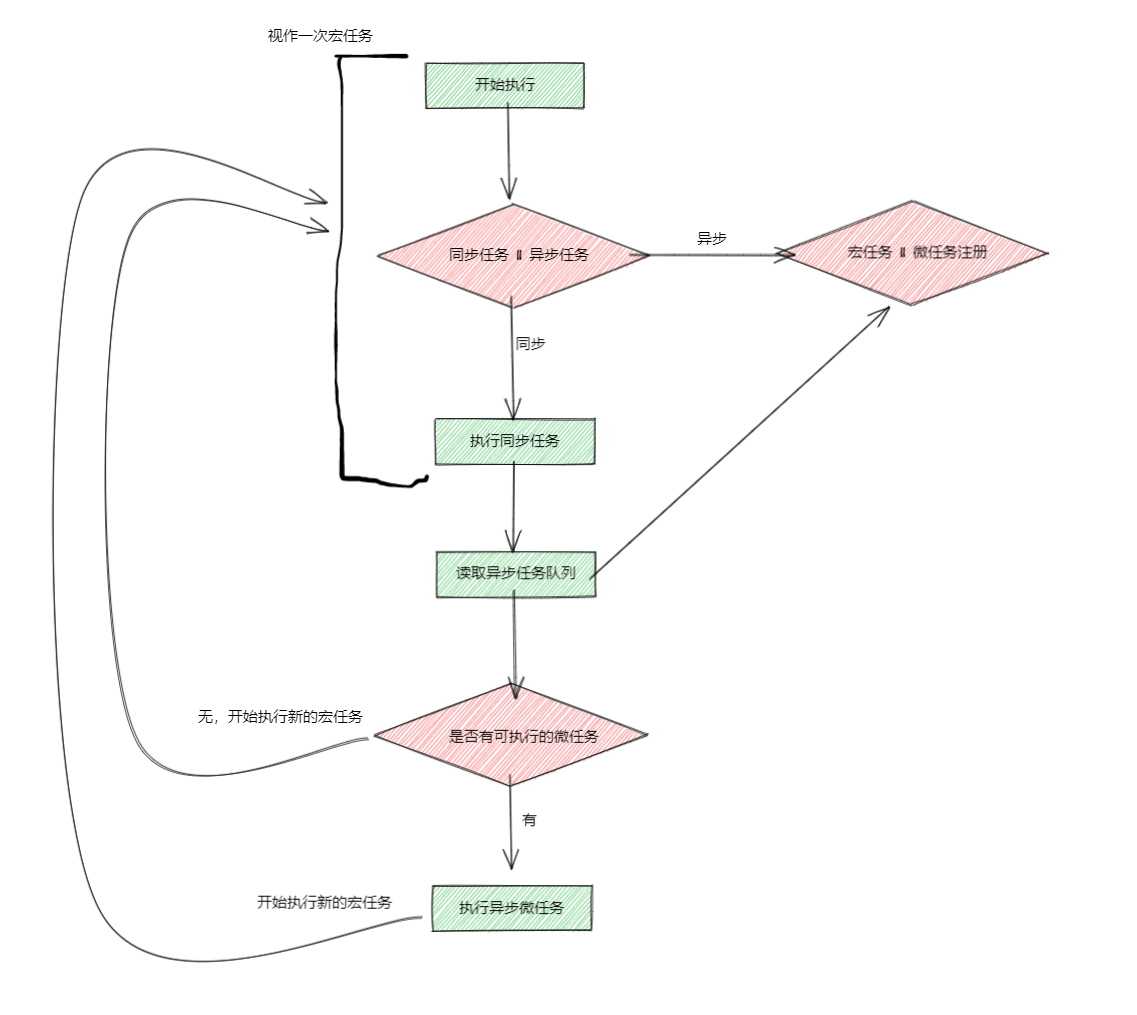 视作一次宏任务
开始执行
同步任务 || 异步任务
异步
宏任务 || 微任务注册
同步
执行同步任务
读取异步任务队列
无，开始执行新的宏任务
是否有可执行的微任务
有
开始执行新的宏任务
执行异步微任务